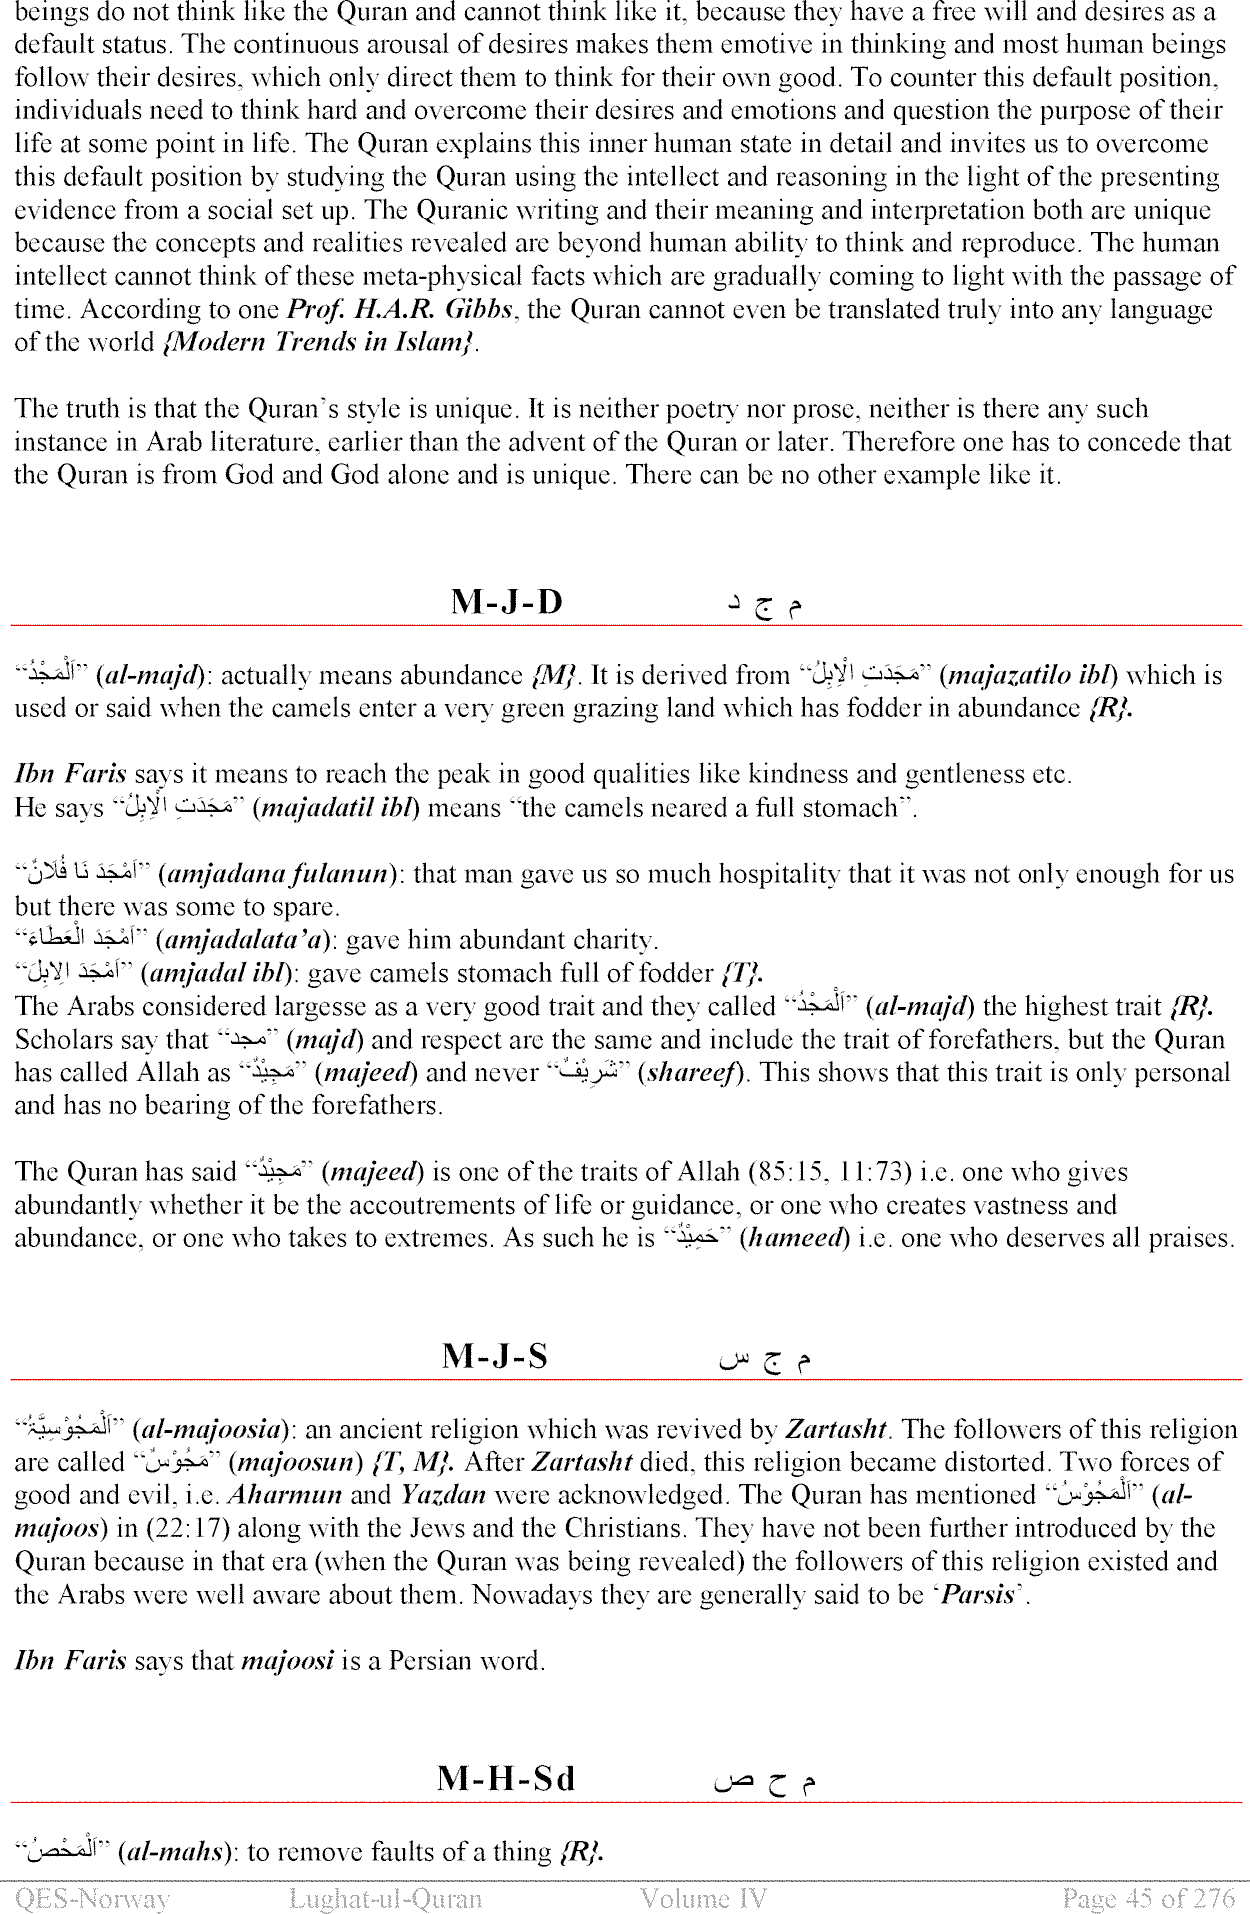 beings do not think like the Quran and cannot think like it, because they have a free will and desires as a
default status. The continuous arousal of desires makes them emotive in thinking and most human beings
follow their desires, which only direct them to think for their own good. To counter this default position,
individuals need to think hard and overcome their desires and emotions and question the purpose of their
life at some point in life. The Quran explains this inner human state in detail and invites us to overcome
this default position by studying the Quran using the intellect and reasoning in the light of the presenting
evidence from a social set up. The Quranic writing and their meaning and interpretation both are unique
because the concepts and realities revealed are beyond human ability to think and reproduce. The human
intellect cannot think of these meta-physical facts which are gradually coming to light with the passage of
time. According to one Prof. H.A.R. Gibbs, the Quran cannot even be translated truly into any language
of the world {Modern Trends in Islam}.
The truth is that the Quran’s style is unique. It is neither poetry nor prose, neither is there any such
instance in Arab literature, earlier than the advent of the Quran or later. Therefore one has to concede that
the Quran is from God and God alone and is unique. There can be no other example like it.
M-J-D م ج د
“اَلْمَجْدُ” (al-majd): actually means abundance {M}. It is derived from “مَجَدَتِ الْاِبِلُ” (majazatilo ibl) which is
used or said when the camels enter a very green grazing land which has fodder in abundance {R}.
Ibn Faris says it means to reach the peak in good qualities like kindness and gentleness etc.
He says “مَجَدَتِ الْاِبِلُ” (majadatil ibl) means “the camels neared a full stomach”.
“اَمْجَدَ نَا فُلَانٌ” (amjadana fulanun): that man gave us so much hospitality that it was not only enough for us
but there was some to spare.
“اَمْجَدَ الْعَطَاءَ” (amjadalata’a): gave him abundant charity.
“اَمْجَدَ الِابِلَ” (amjadal ibl): gave camels stomach full of fodder {T}.
The Arabs considered largesse as a very good trait and they called “اَلْمَجْدُ” (al-majd) the highest trait {R}.
Scholars say that “مجد” (majd) and respect are the same and include the trait of forefathers, but the Quran
has called Allah as “مَجِيْدٌ” (majeed) and never “شَرِيْفٌ” (shareef). This shows that this trait is only personal
and has no bearing of the forefathers.
The Quran has said “مَجِيْدٌ” (majeed) is one of the traits of Allah (85:15, 11:73) i.e. one who gives
abundantly whether it be the accoutrements of life or guidance, or one who creates vastness and
abundance, or one who takes to extremes. As such he is “حَمِيْدٌ” (hameed) i.e. one who deserves all praises.
M-J-S م ج س
“اَلْمَجُوْسِيَّةُ” (al-majoosia): an ancient religion which was revived by Zartasht. The followers of this religion
are called “مَجُوْسٌ” (majoosun) {T, M}. After Zartasht died, this religion became distorted. Two forces of
good and evil, i.e. Aharmun and Yazdan were acknowledged. The Quran has mentioned “اَلْمَجُوْسُ” (al-
majoos) in (22:17) along with the Jews and the Christians. They have not been further introduced by the
Quran because in that era (when the Quran was being revealed) the followers of this religion existed and
the Arabs were well aware about them. Nowadays they are generally said to be ‘Parsis’.
Ibn Faris says that majoosi is a Persian word.
M-H-Sd م ح ص
“اَلْمَحْصُ” (al-mahs): to remove faults of a thing {R}.
QES-Norway Lughat-ul-Quran Volume IV Page 45 of 276